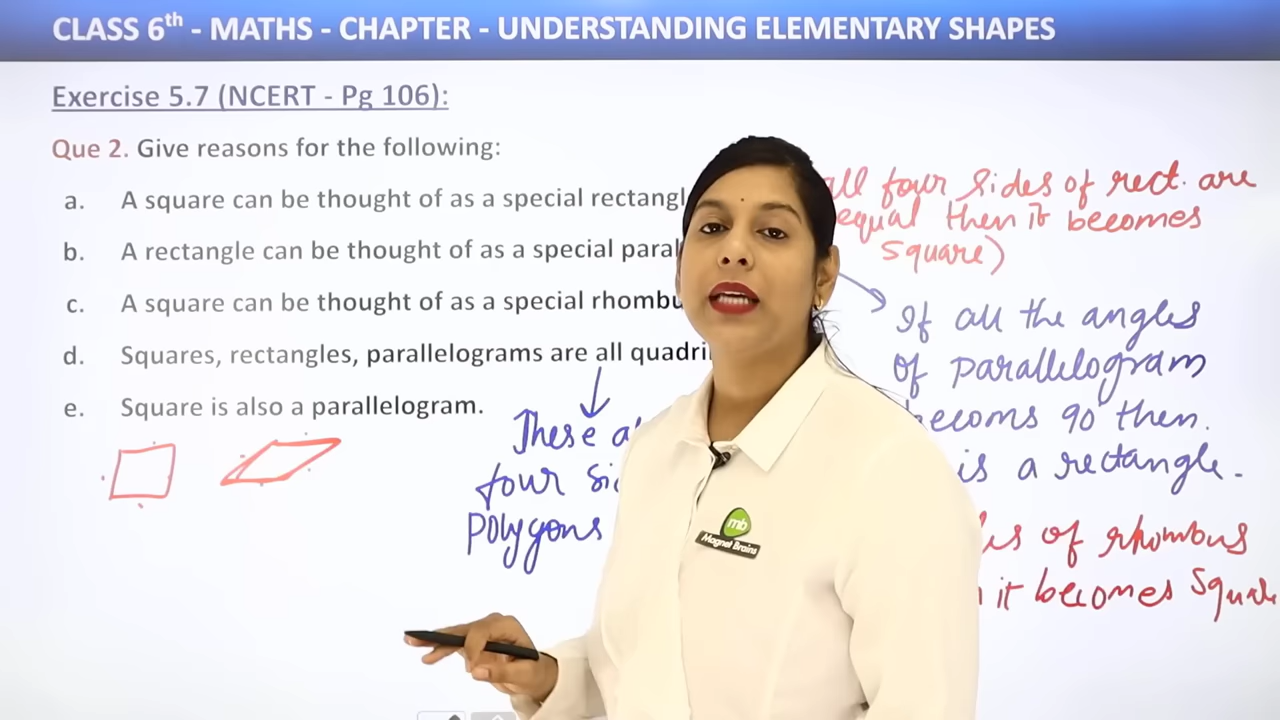 CLASS 6th - MATHS - CHAPTER - UNDERSTANDING ELEMENTARY SHAPES
Exercise 5.7 (NCERT - Pg 106):
Que 2. Give reasons for the following:
a. A square can be thought of as a special rectangl
b. A rectangle can be thought of as a special paral
c. A square can be thought of as a special rhombu
d. Squares, rectangles, parallelograms are all quadri
e. Square is also a parallelogram.
all four sides of rect. are
equal then it becomes
square)
If all the angles
of parallelogram
becoms 90° then.
is a rectangle.
of rhombus
it becomes Square
These
four
Polygons
mb
Magnet Brains